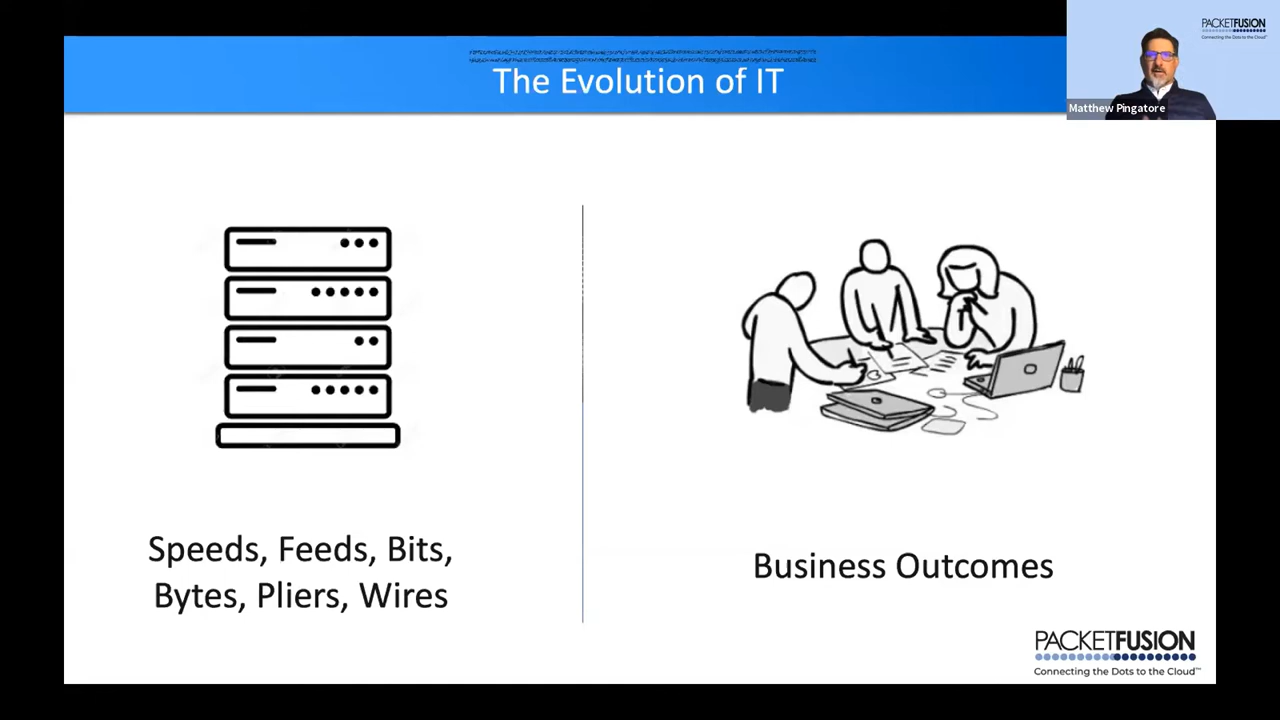 The Evolution of IT
PACKETFUSION
Connecting the Dots to the Cloud™
Matthew Pingatore
Speeds, Feeds, Bits,
Bytes, Pliers, Wires
Business Outcomes
PACKETFUSION
Connecting the Dots to the Cloud™